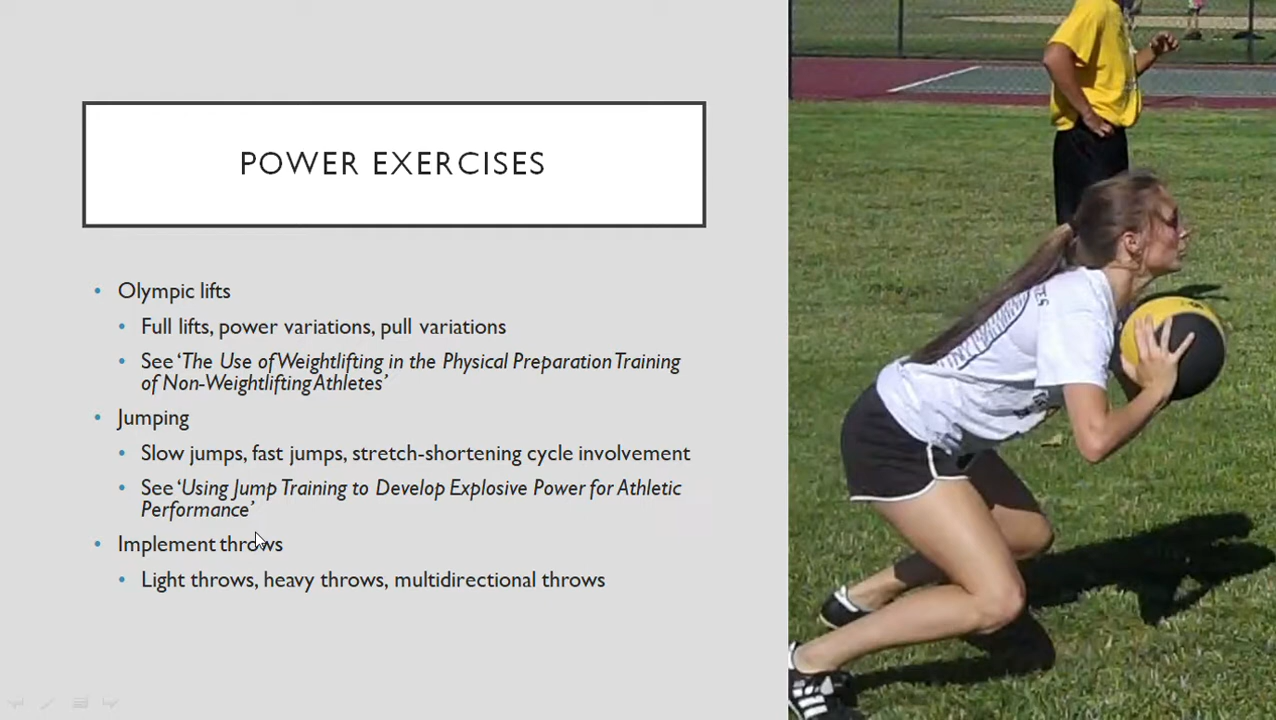 POWER EXERCISES
• Olympic lifts
• Full lifts, power variations, pull variations
• See ‘The Use of Weightlifting in the Physical Preparation Training
of Non-Weightlifting Athletes’
• Jumping
• Slow jumps, fast jumps, stretch-shortening cycle involvement
• See ‘Using Jump Training to Develop Explosive Power for Athletic
Performance’
• Implement throws
• Light throws, heavy throws, multidirectional throws